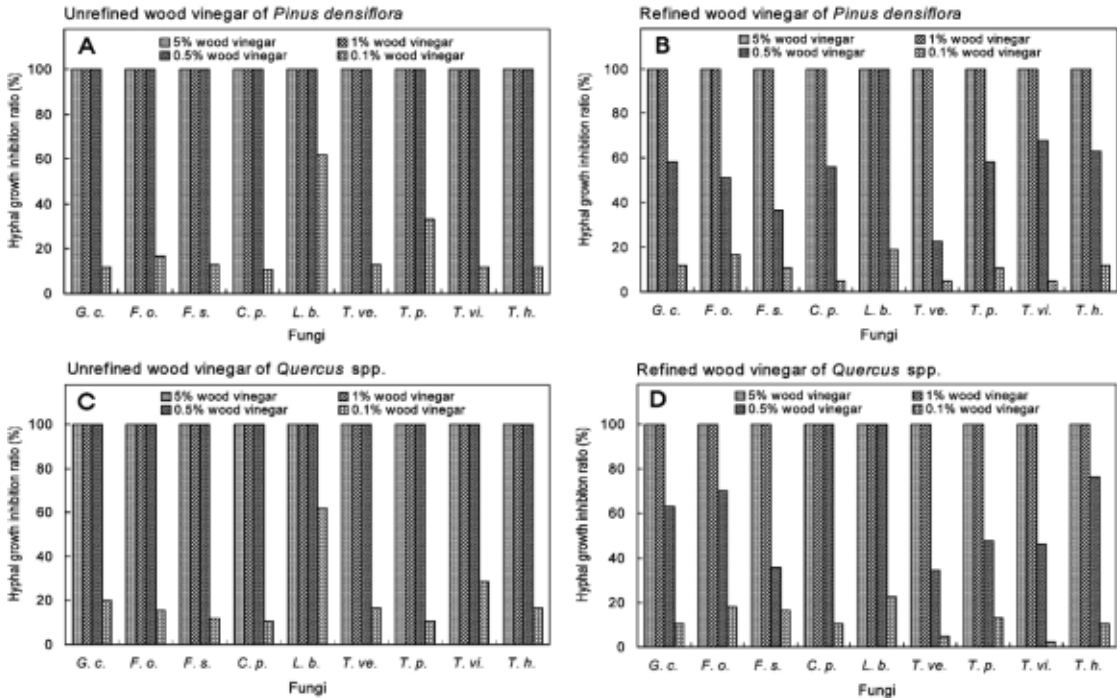 Unrefined wood vinegar of Pinus densiflora
A
5% wood vinegar 1% wood vinegar
0.5% wood vinegar 0.1% wood vinegar
Hyphal growth inhibition ratio (%)
100
80
60
40
20
0
G. c. F. o. F. s. C. p. L. b. T. ve. T. p. T. vi. T. h.
Fungi
Refined wood vinegar of Pinus densiflora
B
5% wood vinegar 1% wood vinegar
0.5% wood vinegar 0.1% wood vinegar
Hyphal growth inhibition ratio (%)
100
80
60
40
20
0
G. c. F. o. F. s. C. p. L. b. T. ve. T. p. T. vi. T. h.
Fungi
Unrefined wood vinegar of Quercus spp.
C
5% wood vinegar 1% wood vinegar
0.5% wood vinegar 0.1% wood vinegar
Hyphal growth inhibition ratio (%)
100
80
60
40
20
0
G. c. F. o. F. s. C. p. L. b. T. ve. T. p. T. vi. T. h.
Fungi
Refined wood vinegar of Quercus spp.
D
5% wood vinegar 1% wood vinegar
0.5% wood vinegar 0.1% wood vinegar
Hyphal growth inhibiton ratio (%)
100
80
60
40
20
0
G. c. F. o. F. s. C. p. L. b. T. ve. T. p. T. vi. T. h.
Fungi